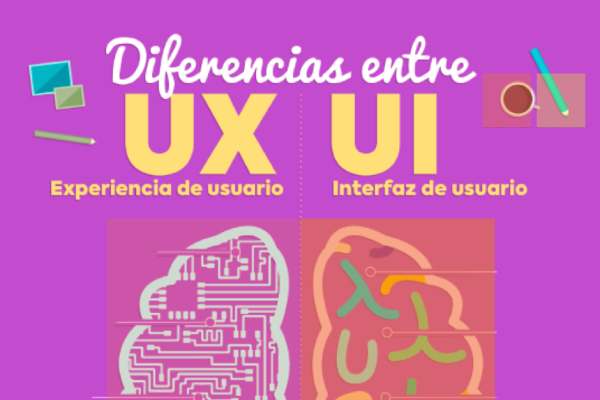 Diferencias entre
UX UI
Experiencia de usuario Interfaz de usuario